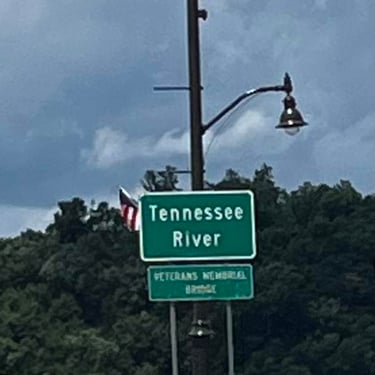 Tennessee
River
VETERANS MEMORIAL
BRIDGE